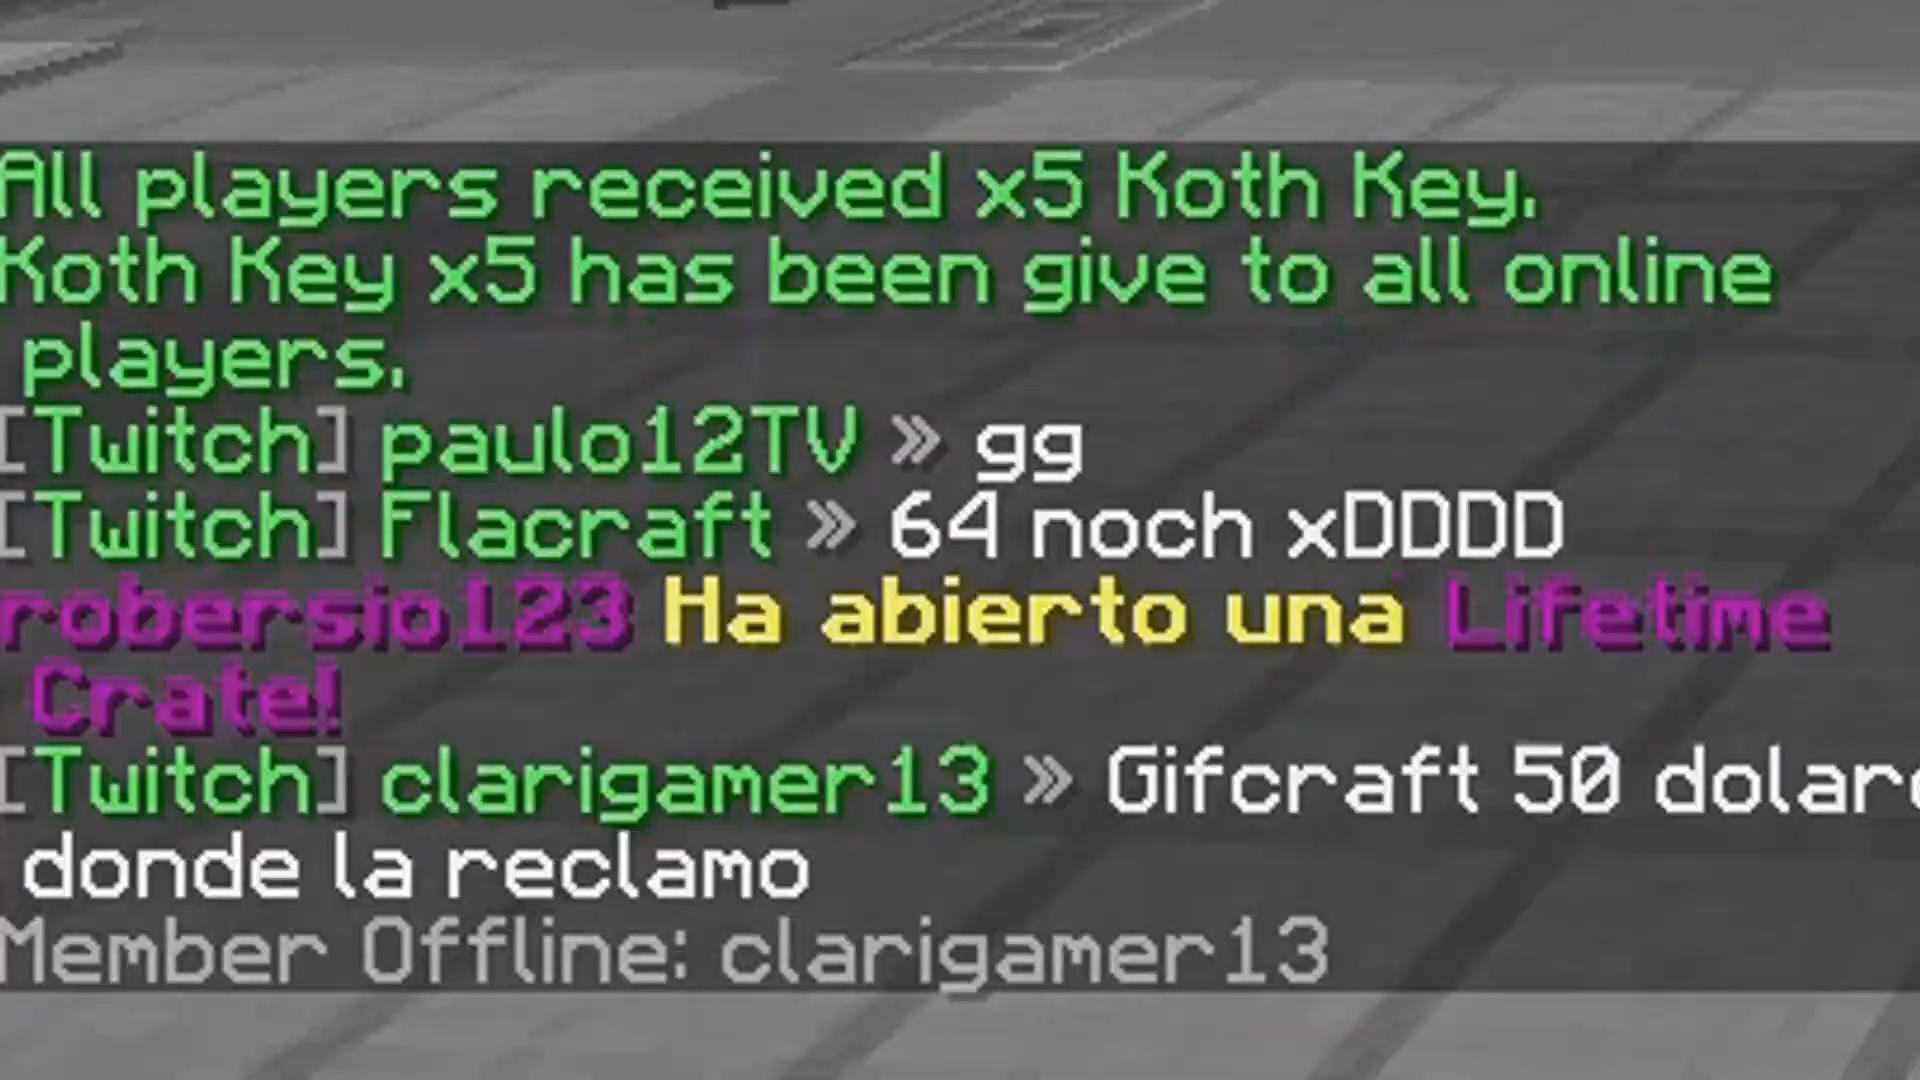 All players received x5 Koth Key.
Koth Key x5 has been give to all online
players.
[Twitch] paulo12TV » gg
[Twitch] Flacraft » 64 noch xDDDD
robersio123 Ha abierto una Lifetime
Crate!
[Twitch] clarigamer13 » Gifcraft 50
donde la reclamo
Member Offline: clarigamer13